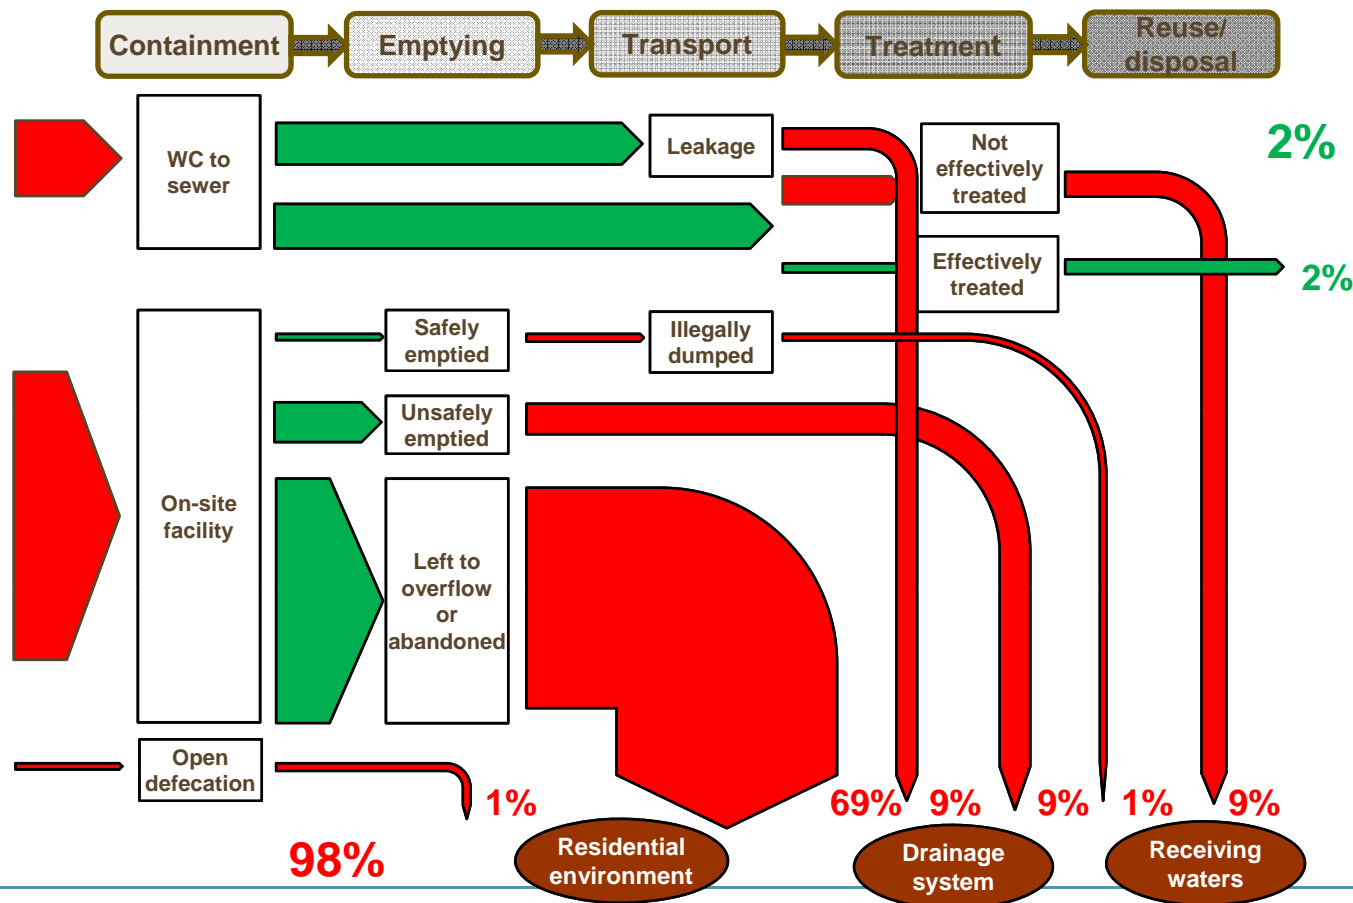 Containment
Emptying
Transport
Treatment
Reuse/
disposal
WC to
sewer
Leakage
Not
effectively
treated
2%
Effectively
treated
2%
On-site
facility
Safely
emptied
Illegally
dumped
Unsafely
emptied
Left to
overflow
or
abandoned
Open
defecation
1%
69%
9%
9%
1%
9%
98%
Residential
environment
Drainage
system
Receiving
waters